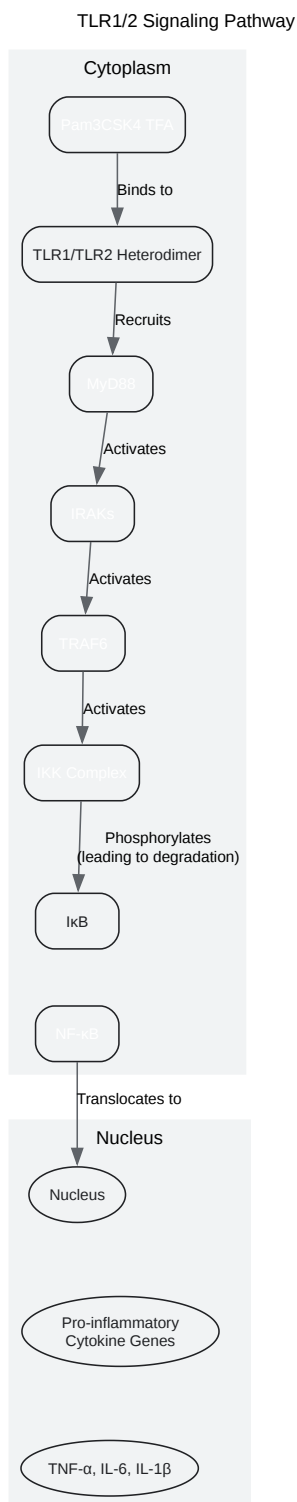 TLR1/2 Signaling Pathway
Cytoplasm
Pam3CSK4 TFA
Binds to
TLR1/TLR2 Heterodimer
Recruits
MyD88
Activates
IRAKs
Activates
TRAF6
Activates
IKK Complex
Phosphorylates
(leading to degradation)
IκB
NF-κB
Translocates to
Nucleus
Nucleus
Pro-inflammatory
Cytokine Genes
TNF-α, IL-6, IL-1β